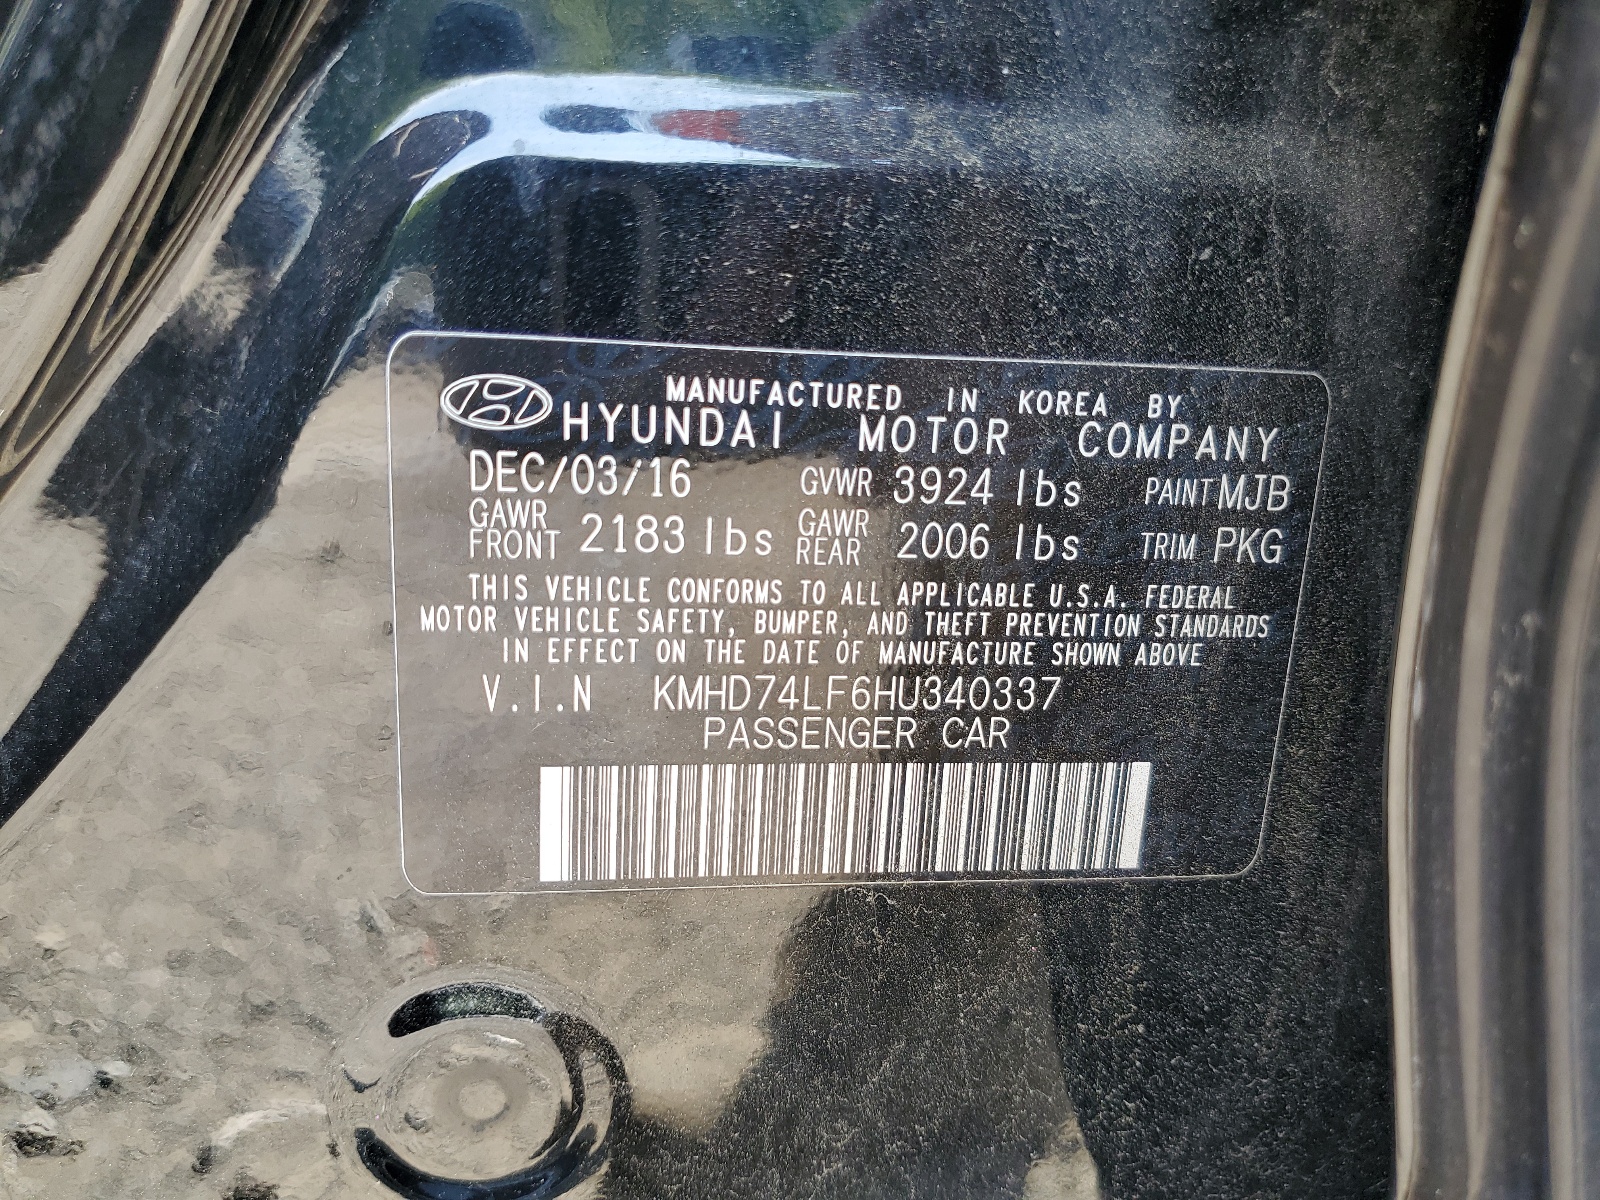 MANUFACTURED IN KOREA BY
HYUNDAI MOTOR COMPANY
DEC/03/16 GVWR 3924 lbs PAINT MJB
GAWR FRONT 2183 lbs GAWR REAR 2006 lbs TRIM PKG
THIS VEHICLE CONFORMS TO ALL APPLICABLE U.S.A. FEDERAL
MOTOR VEHICLE SAFETY, BUMPER, AND THEFT PREVENTION STANDARDS
IN EFFECT ON THE DATE OF MANUFACTURE SHOWN ABOVE
V.I.N KMHD74LF6HU340337
PASSENGER CAR